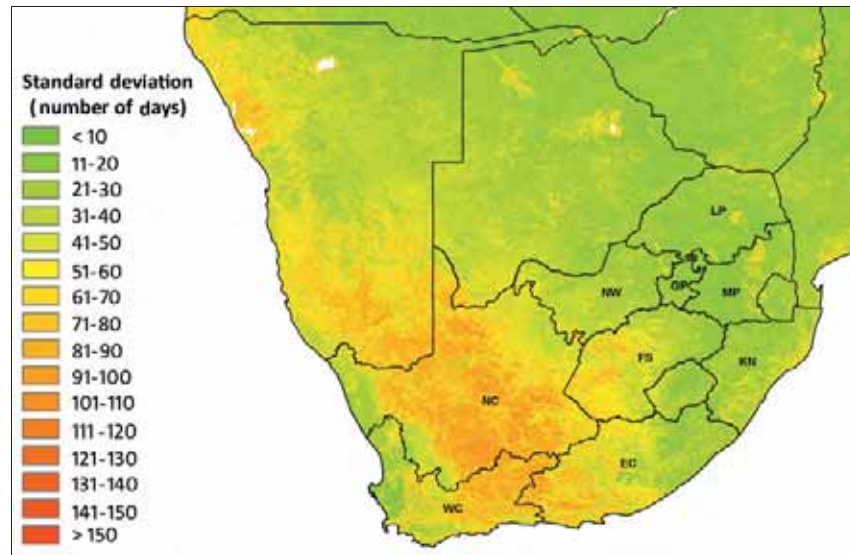 Standard deviation
(number of days)
< 10
11-20
21-30
31-40
41-50
51-60
61-70
71-80
81-90
91-100
101-110
111-120
121-130
131-140
141-150
> 150
LP
NW
GP
MP
FS
KN
NC
EC
WC